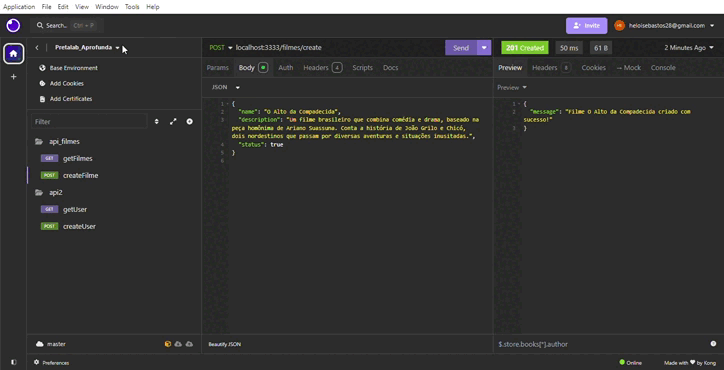 Application File Edit View Window Tools Help
Search.. Ctrl + P
Invite
HE heloisebastos28@gmail.com
Prefalab_Aprofunda
POST localhost:3333/filmes/create
Send
201 Created 50 ms 61 B
2 Minutes Ago
Base Environment
Add Cookies
Add Certificates
Filter
api_filmes
GET getFilmes
POST createFilme
api2
GET getUser
POST createUser
Params Body Auth Headers 4 Scripts Docs
JSON
1 {
2 "name": "O Alto da Compadecida",
3 "description": "Um filme brasileiro que combina comédia e drama, baseado na
peça homônima de Ariano Suassuna. Conta a história de João Grilo e Chicó,
dois nordestinos que passam por diversas aventuras e situações inusitadas.",
4 "status": true
5 }
6
Preview Headers 8 Cookies → Mock Console
Preview
1 {
2 "message": "Filme O Alto da Compadecida criado com
sucesso!"
3 }
master
Beautify JSON
$.store.books[*].author
Preferences
Online
Made with ♥ by Kong